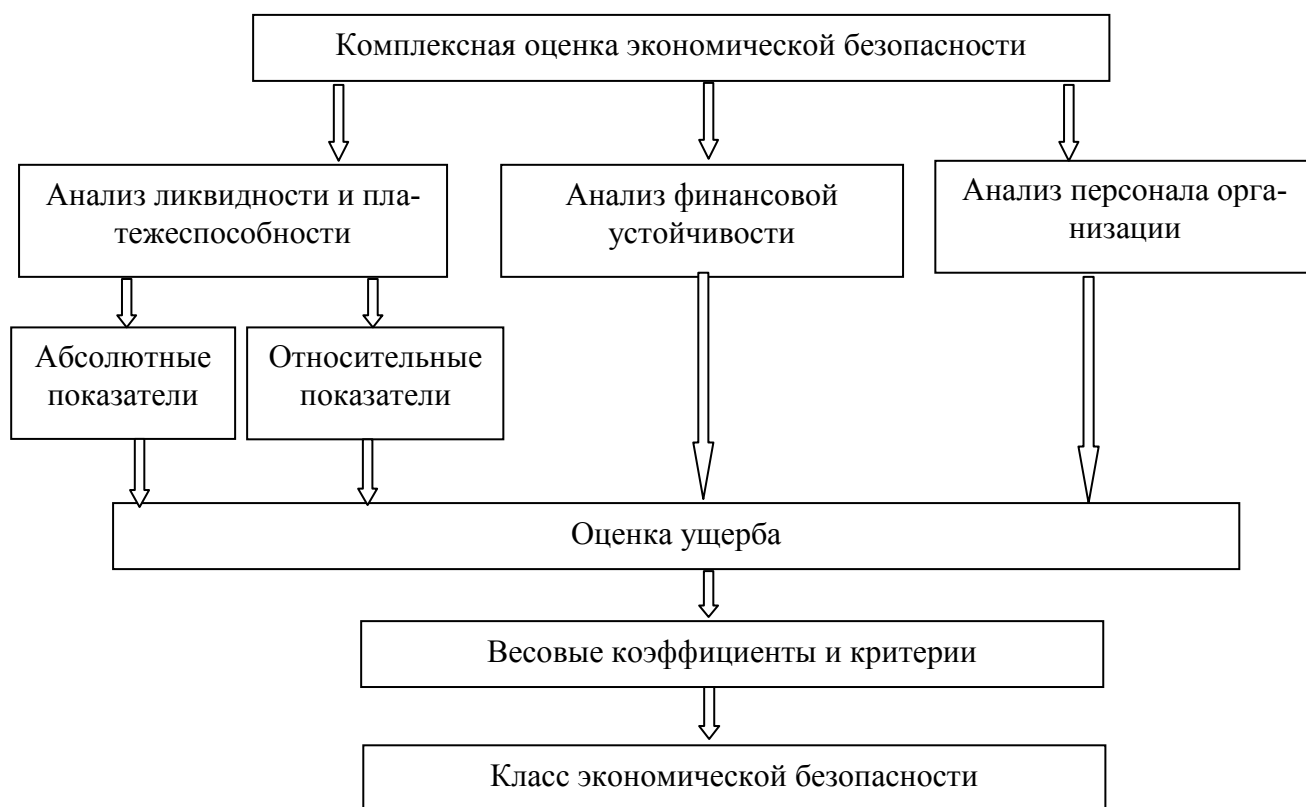 Комплексная оценка экономической безопасности
Анализ ликвидности и пла-
тежеспособности
Анализ финансовой
устойчивости
Анализ персонала орга-
низации
Абсолютные
показатели
Относительные
показатели
Оценка ущерба
Весовые коэффициенты и критерии
Класс экономической безопасности